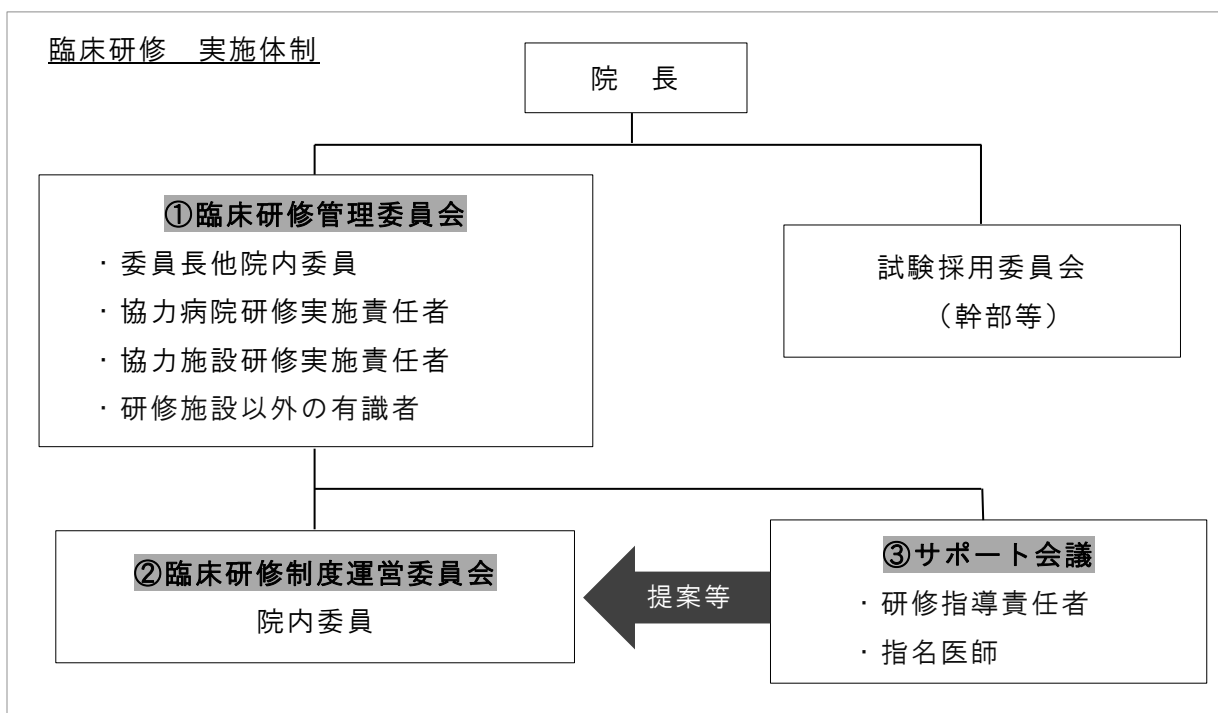 臨床研修　実施体制
院　長
①臨床研修管理委員会
・委員長他院内委員
・協力病院研修実施責任者
・協力施設研修実施責任者
・研修施設以外の有識者
試験採用委員会
（幹部等）
②臨床研修制度運営委員会
院内委員
提案等
③サポート会議
・研修指導責任者
・指名医師